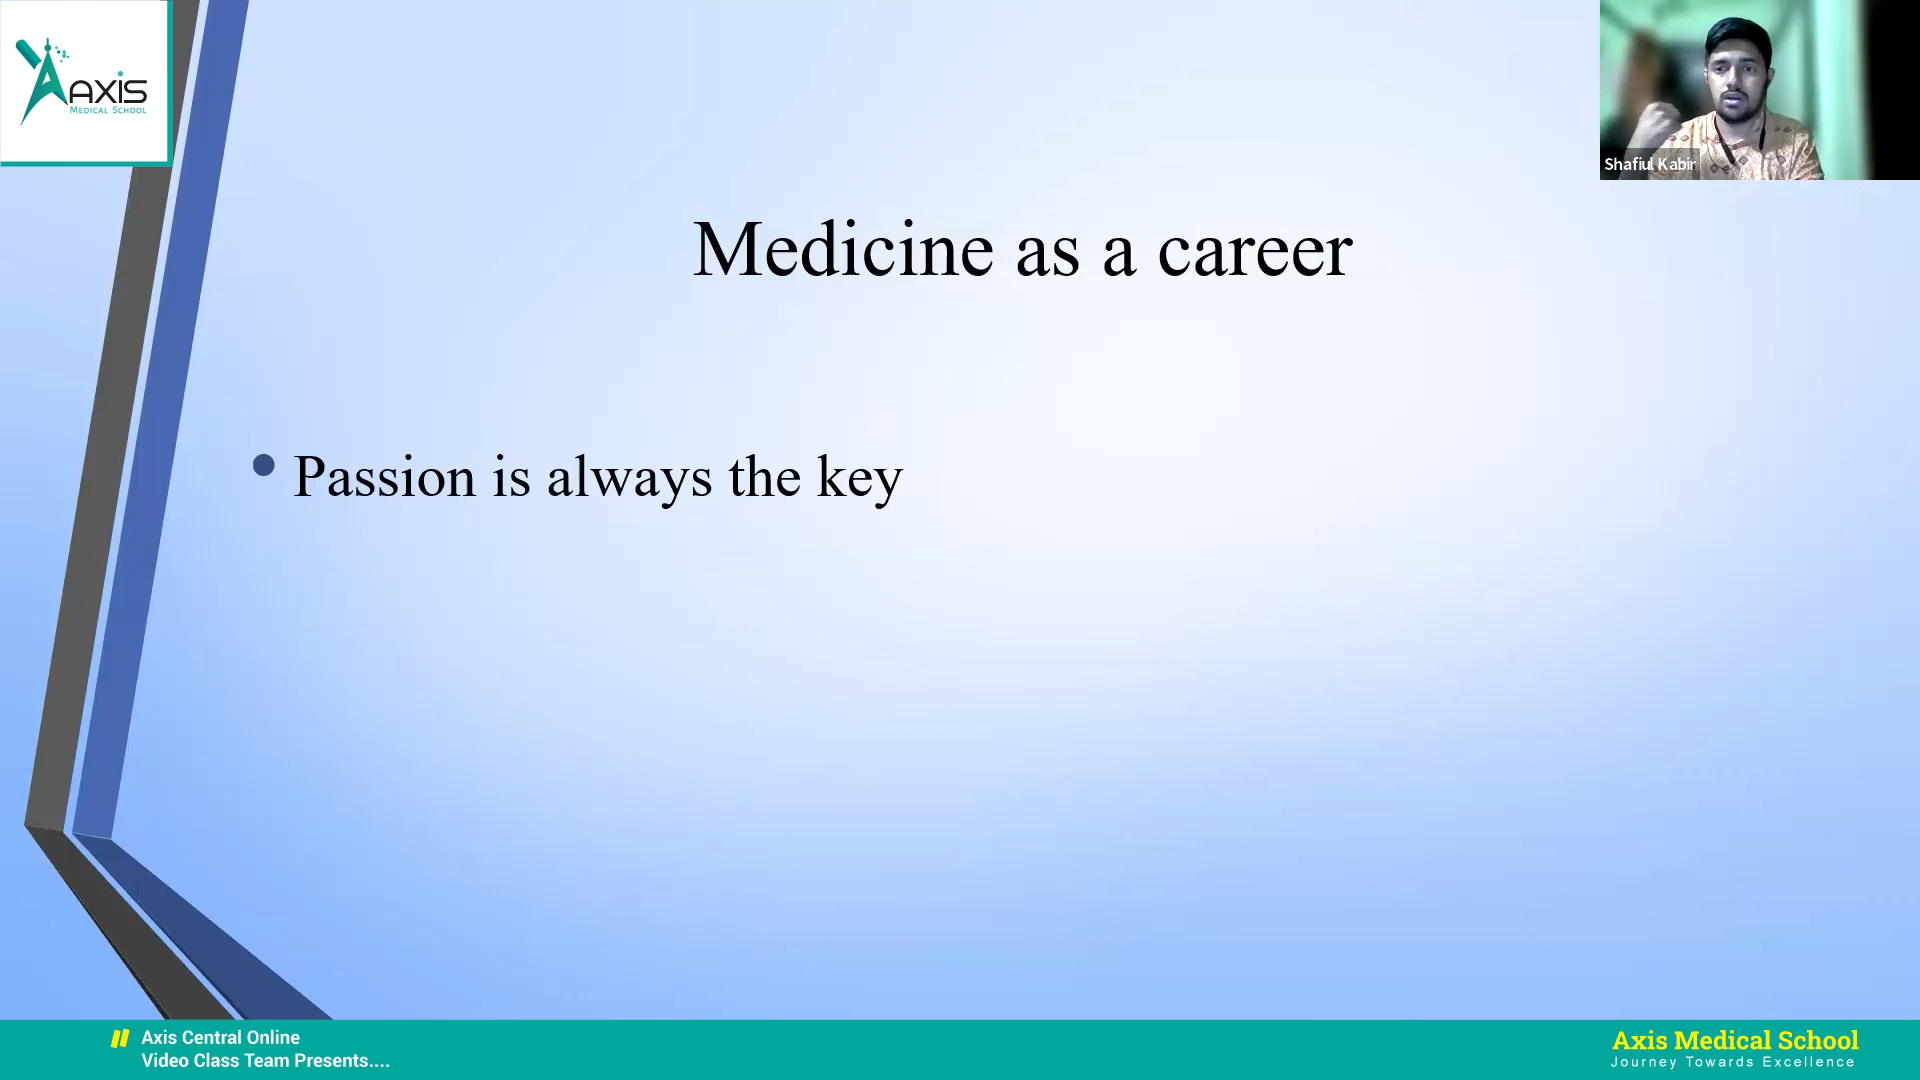 AXIS
MEDICAL SCHOOL
Shafiul Kabir
Medicine as a career
• Passion is always the key
Axis Central Online
Video Class Team Presents....
Axis Medical School
Journey Towards Excellence